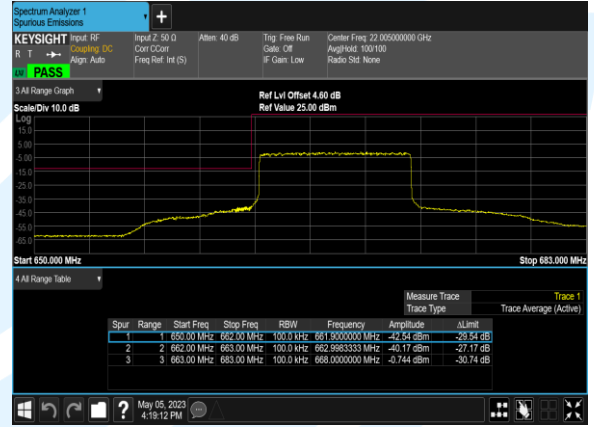 Spectrum Analyzer 1
Spurious Emissions
+
KEYSIGHT Input: RF Input Z: 50 Ω Atten: 40 dB Trig: Free Run Center Freq: 22.005000000 GHz
R T Coupling: DC Corr CCorr Gate: Off Avg|Hold: 100/100
Align: Auto Freq Ref: Int (S) IF Gain: Low Radio Std: None
PASS
3 All Range Graph
Ref Lvl Offset 4.60 dB
Scale/Div 10.0 dB Ref Value 25.00 dBm
Log
15.0
5.00
-5.00
-15.0
-25.0
-35.0
-45.0
-55.0
-65.0
Start 650.000 MHz Stop 683.000 MHz
4 All Range Table
Measure Trace Trace 1
Trace Type Trace Average (Active)
Spur Range Start Freq Stop Freq RBW Frequency Amplitude ΔLimit
1 1 650.00 MHz 662.00 MHz 100.0 kHz 661.9000000 MHz -42.54 dBm -29.54 dB
2 2 662.00 MHz 663.00 MHz 100.0 kHz 662.9983333 MHz -40.17 dBm -27.17 dB
3 3 663.00 MHz 683.00 MHz 100.0 kHz 668.0000000 MHz -0.744 dBm -30.74 dB
? May 05, 2023
4:19:12 PM